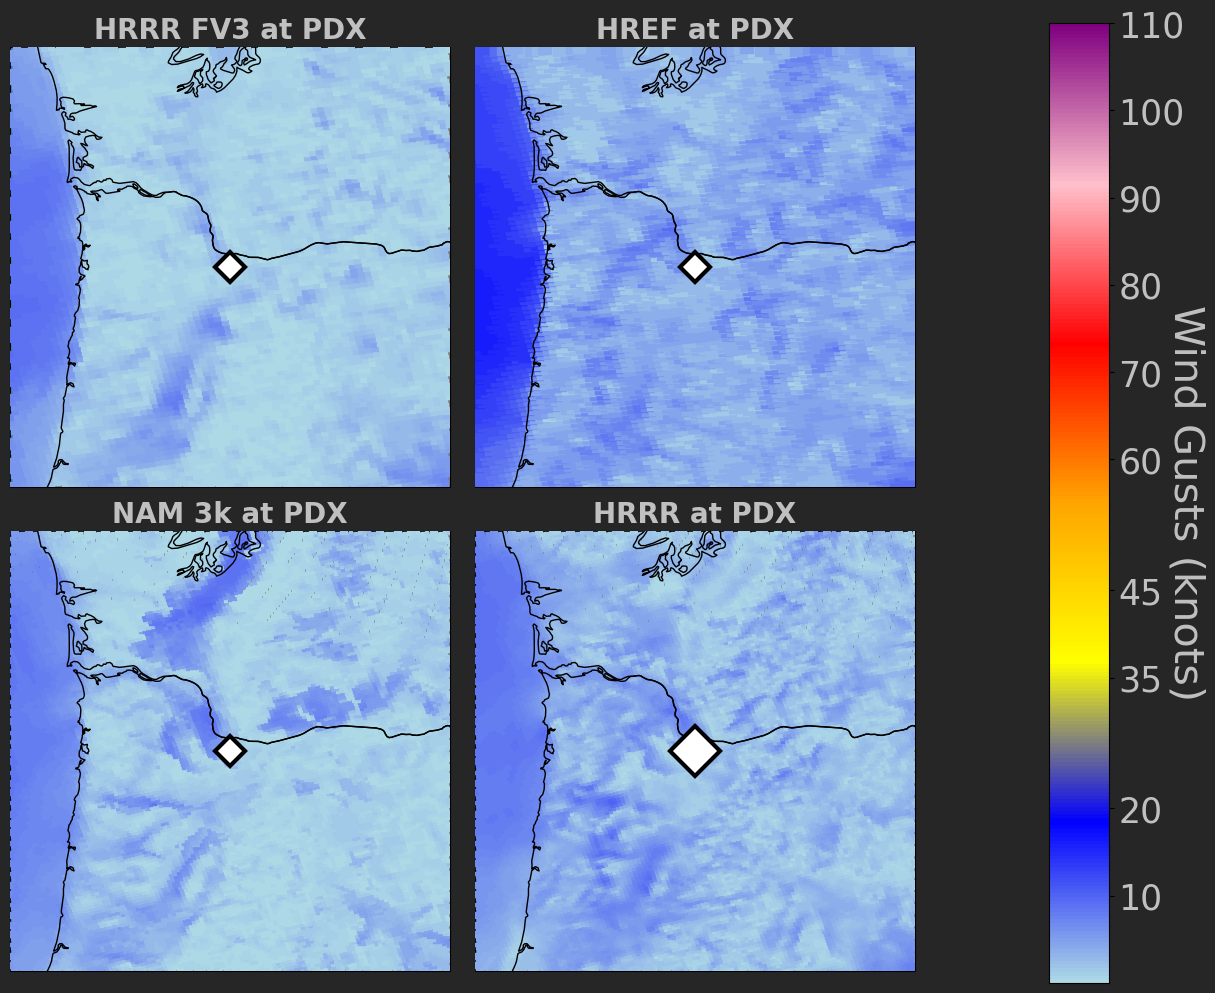 HRRR FV3 at PDX
HREF at PDX
NAM 3k at PDX
HRRR at PDX
110
100
90
80
70
60
45
35
20
10
Wind Gusts (knots)